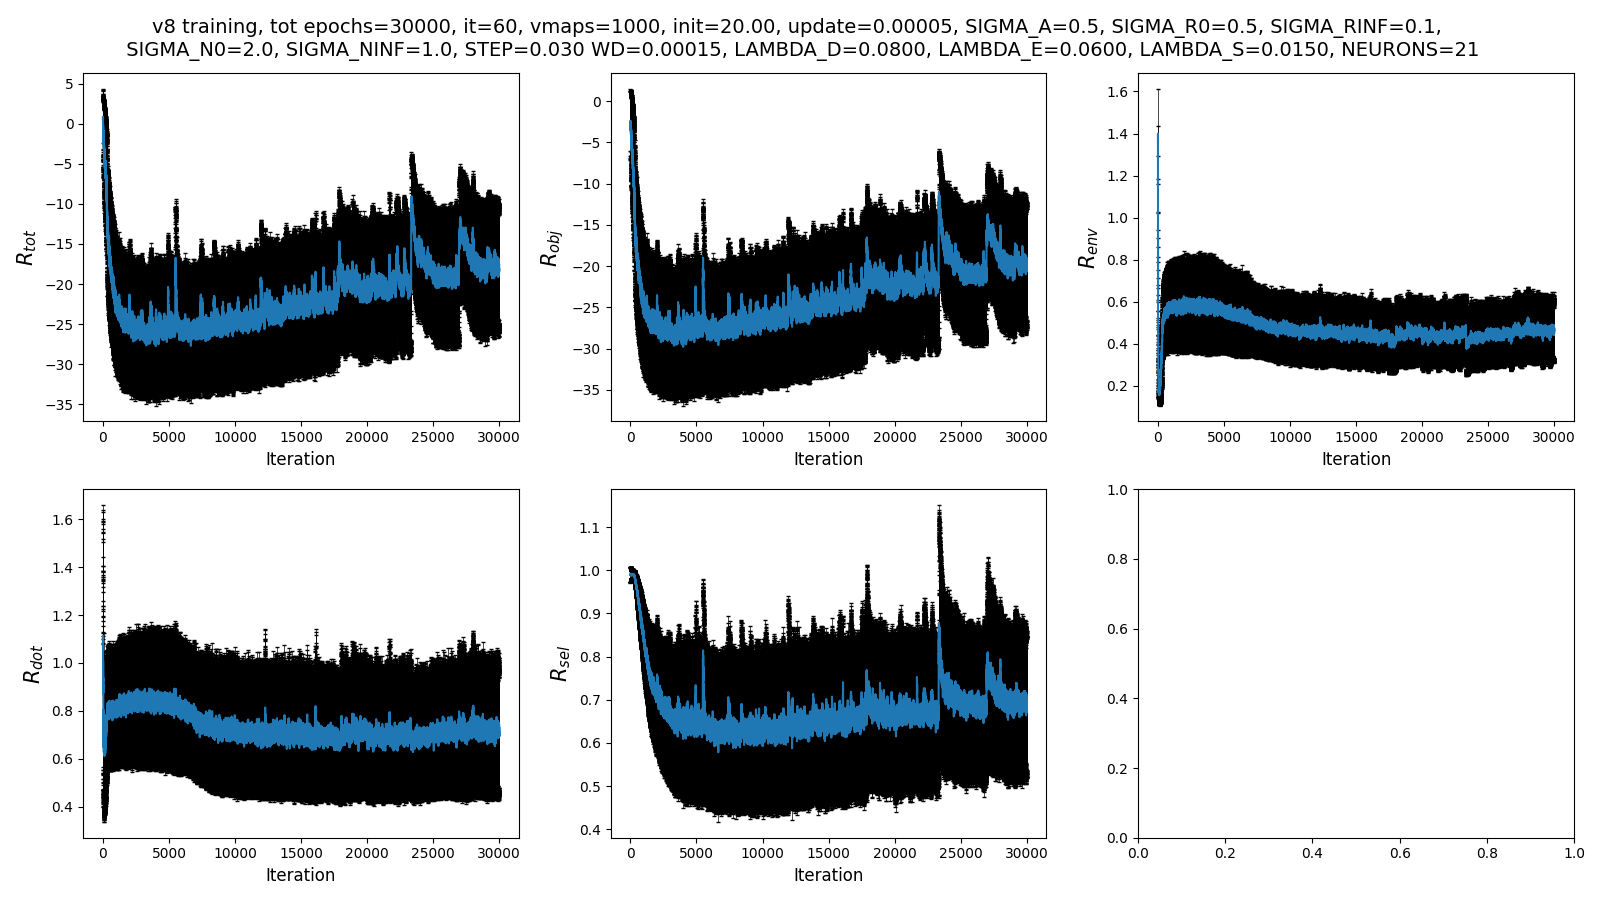 v8 training, tot epochs=30000, it=60, vmaps=1000, init=20.00, update=0.00005, SIGMA_A=0.5, SIGMA_R0=0.5, SIGMA_RINF=0.1,
SIGMA_N0=2.0, SIGMA_NINF=1.0, STEP=0.030 WD=0.00015, LAMBDA_D=0.0800, LAMBDA_E=0.0600, LAMBDA_S=0.0150, NEURONS=21
R_tot
5
0
−5
−10
−15
−20
−25
−30
−35
0 5000 10000 15000 20000 25000 30000
Iteration
R_obj
0
−5
−10
−15
−20
−25
−30
−35
0 5000 10000 15000 20000 25000 30000
Iteration
R_env
1.6
1.4
1.2
1.0
0.8
0.6
0.4
0.2
0 5000 10000 15000 20000 25000 30000
Iteration
R_dot
1.6
1.4
1.2
1.0
0.8
0.6
0.4
0 5000 10000 15000 20000 25000 30000
Iteration
R_sel
1.1
1.0
0.9
0.8
0.7
0.6
0.5
0.4
0 5000 10000 15000 20000 25000 30000
Iteration
1.0
0.8
0.6
0.4
0.2
0.0
0.0 0.2 0.4 0.6 0.8 1.0